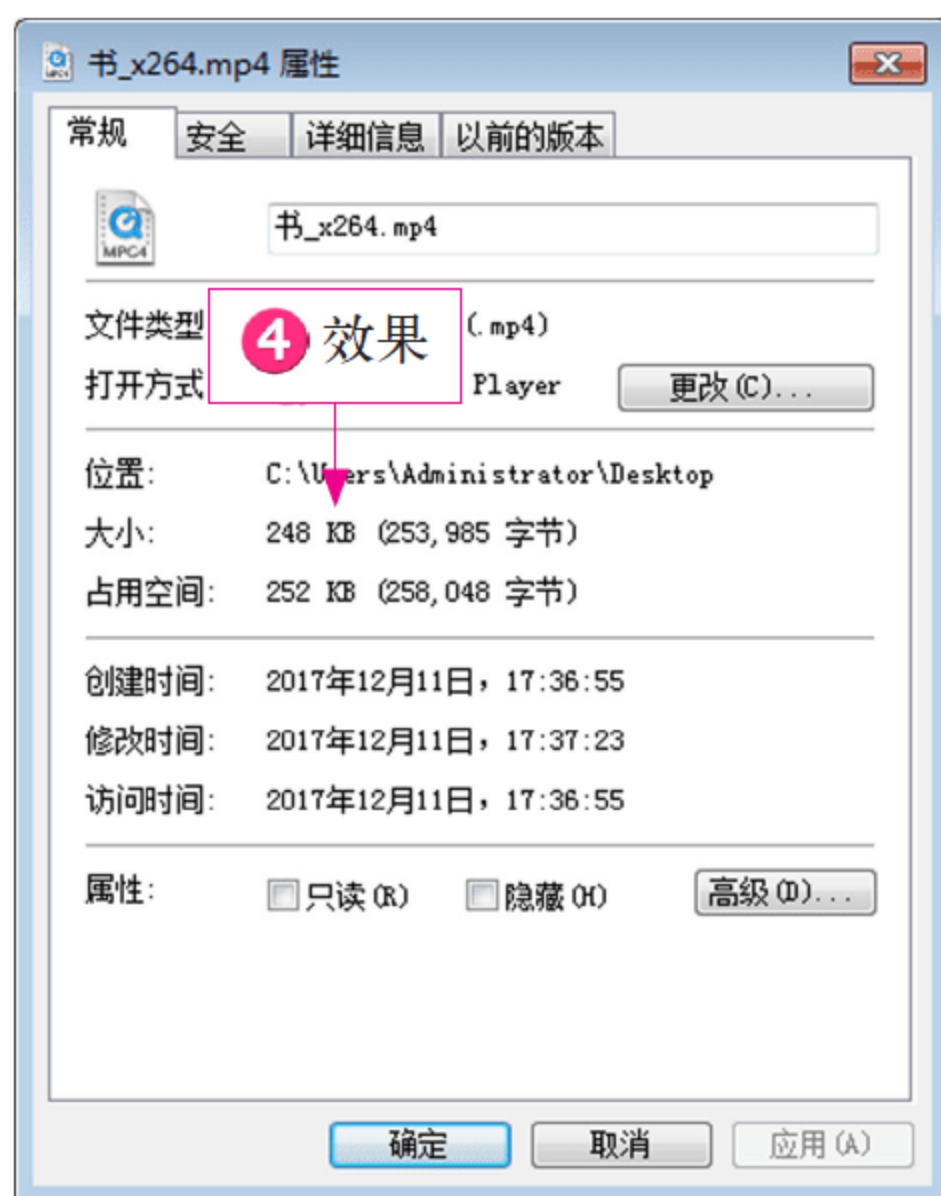 书_x264.mp4 属性
常规 安全 详细信息 以前的版本
MPC4
书_x264.mp4
文件类型 (.mp4)
4 效果
打开方式 Player 更改(C)...
位置: C:\Users\Administrator\Desktop
大小: 248 KB (253,985 字节)
占用空间: 252 KB (258,048 字节)
创建时间: 2017年12月11日，17:36:55
修改时间: 2017年12月11日，17:37:23
访问时间: 2017年12月11日，17:36:55
属性: 只读(R) 隐藏(H) 高级(D)...
确定 取消 应用(A)